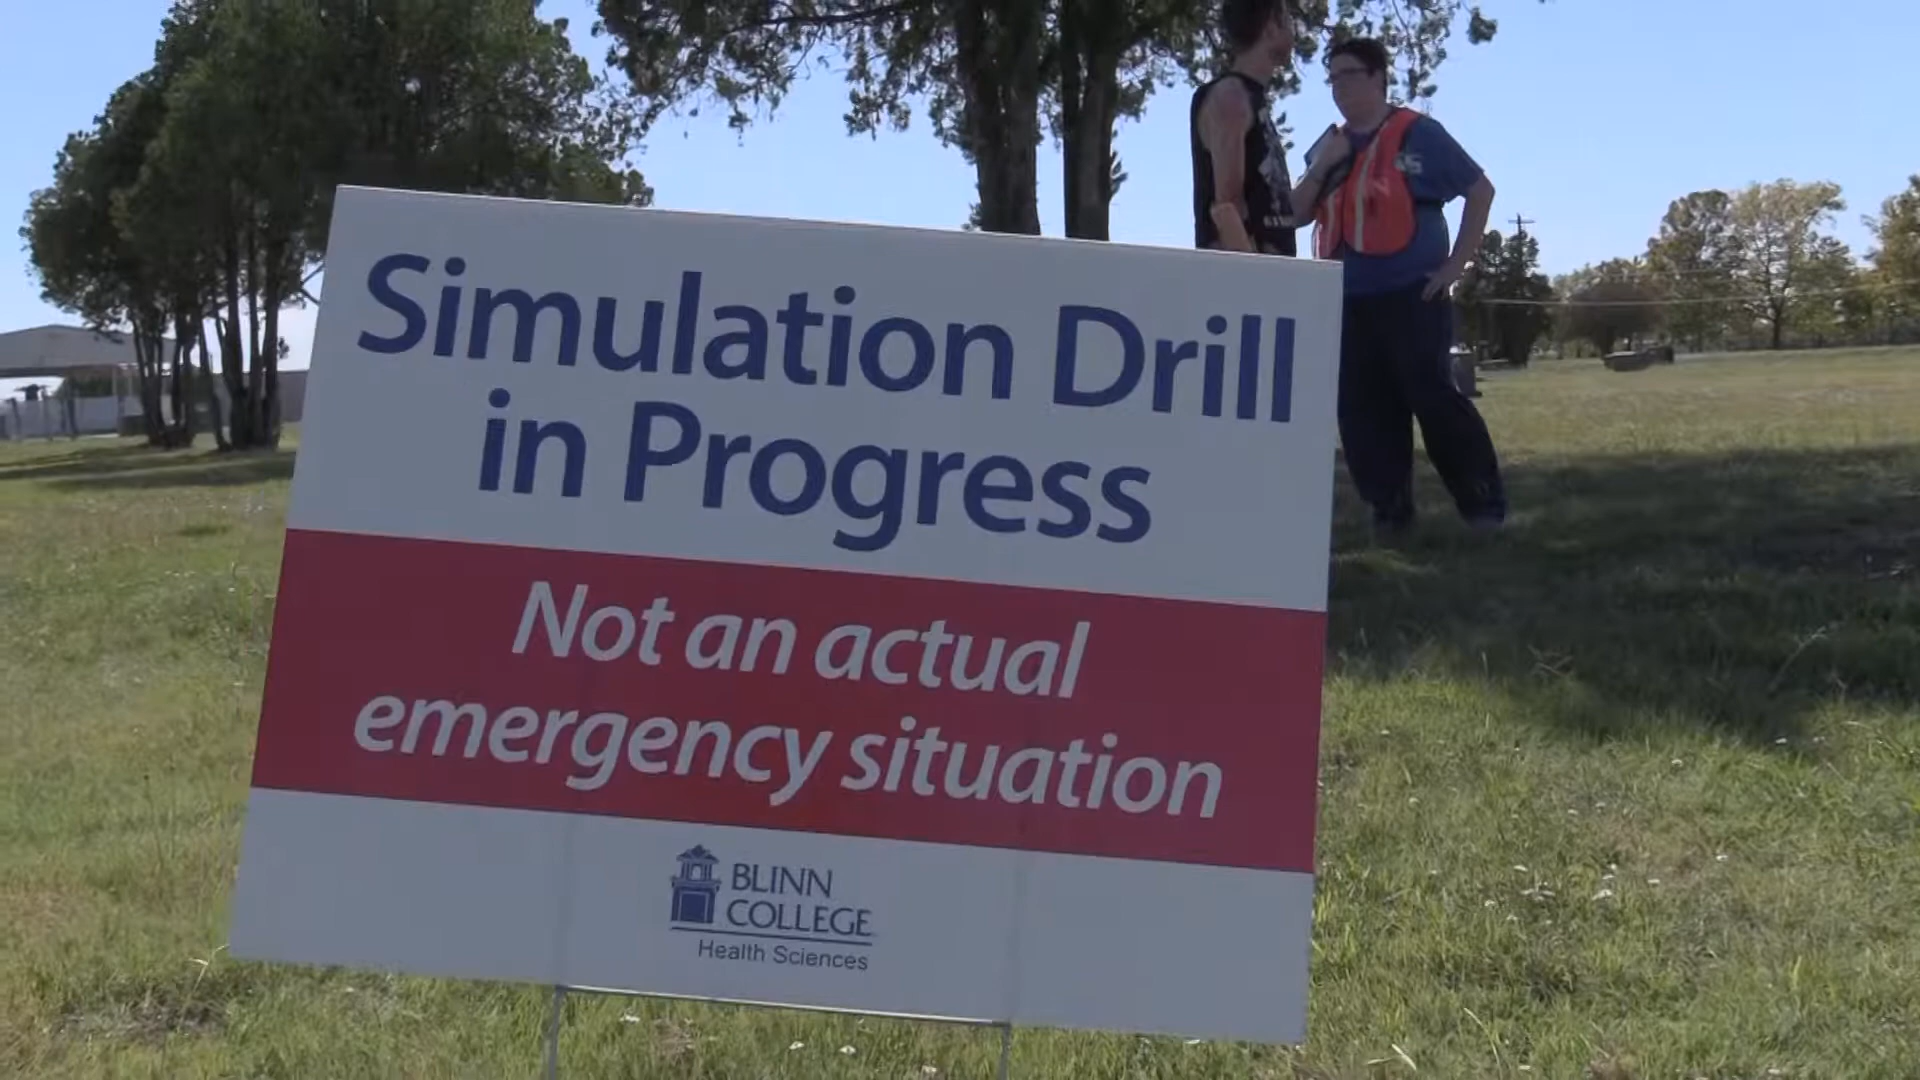 Simulation Drill
in Progress
Not an actual
emergency situation
BLINN
COLLEGE
Health Sciences